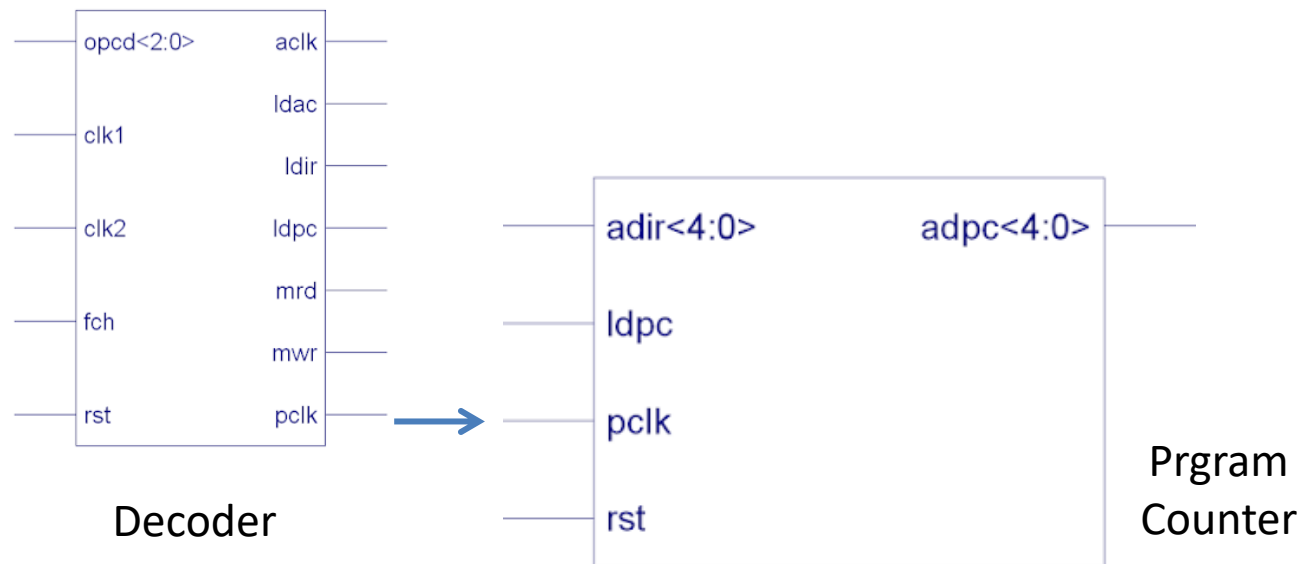 opcd<2:0> aclk
ldac
clk1
ldir
clk2 ldpc
mrd
fch
mwr
rst pclk
Decoder
adir<4:0> adpc<4:0>
ldpc
pclk
rst
Prgram
Counter